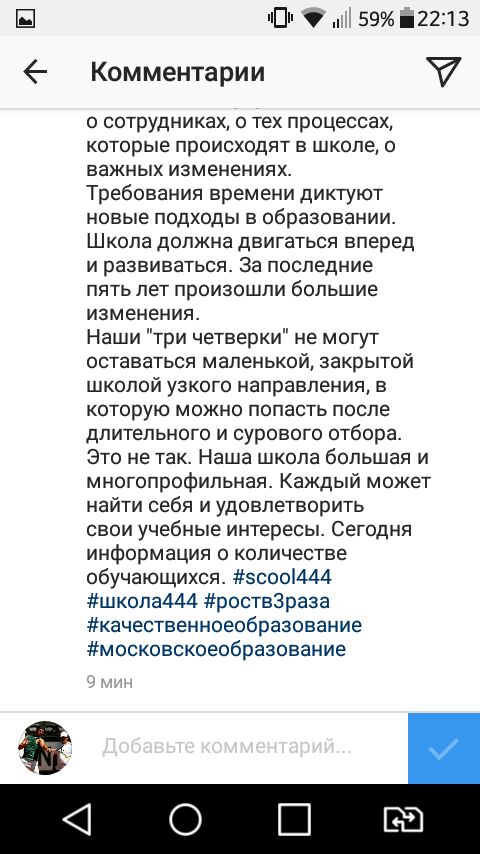 59% 22:13
Комментарии
о сотрудниках, о тех процессах,
которые происходят в школе, о
важных изменениях.
Требования времени диктуют
новые подходы в образовании.
Школа должна двигаться вперед
и развиваться. За последние
пять лет произошли большие
изменения.
Наши "три четверки" не могут
оставаться маленькой, закрытой
школой узкого направления, в
которую можно попасть после
длительного и сурового отбора.
Это не так. Наша школа большая и
многопрофильная. Каждый может
найти себя и удовлетворить
свои учебные интересы. Сегодня
информация о количестве
обучающихся. #scool444
#школа444 #роств3раза
#качественноеобразование
#московскоеобразование
9 мин
Добавьте комментарий...